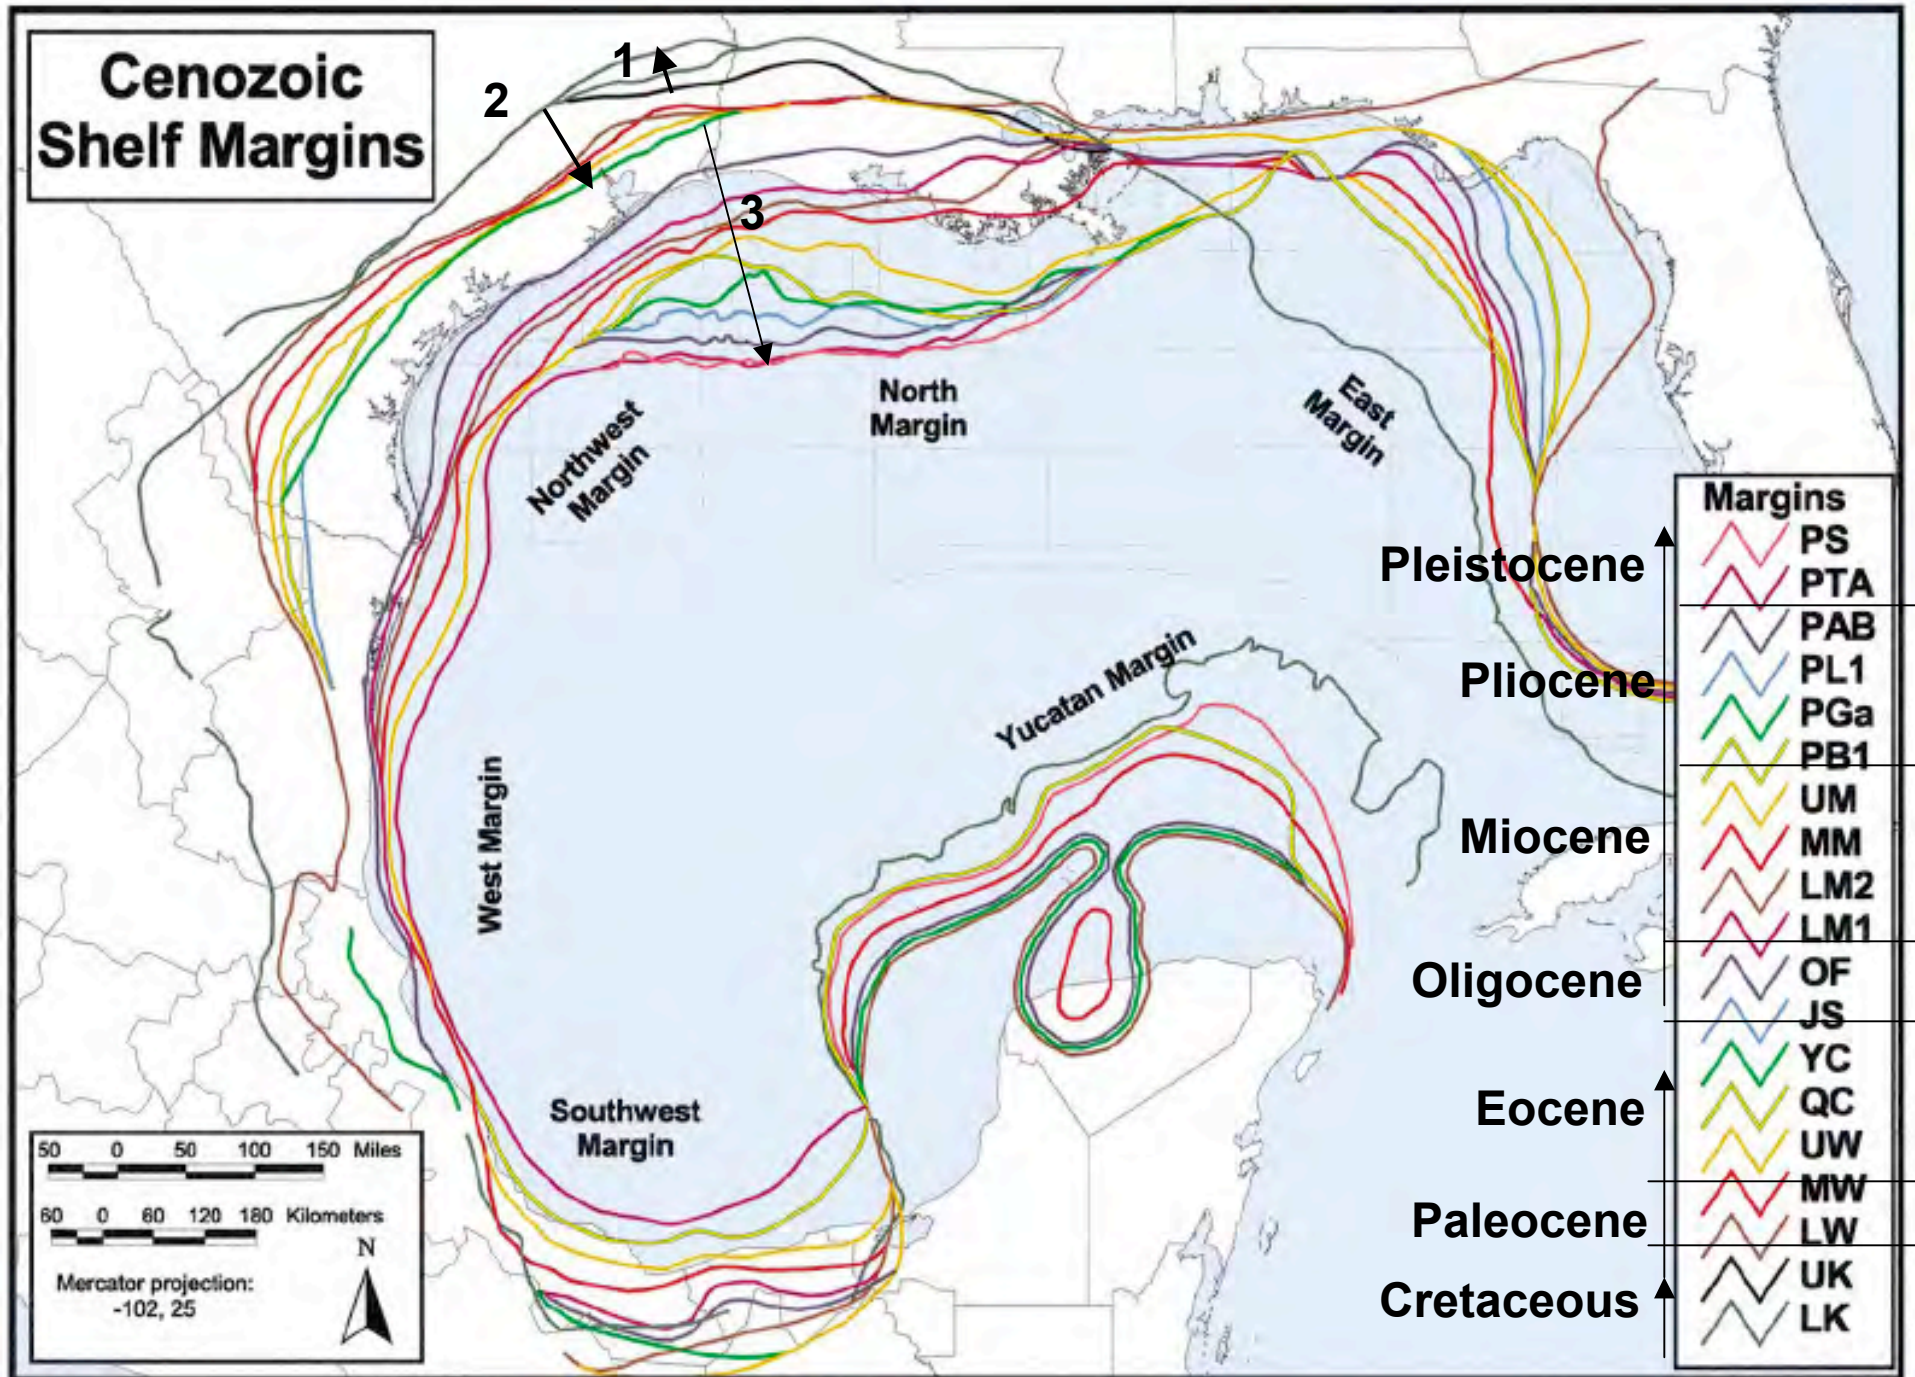 Cenozoic
Shelf Margins
1
2
3
North
Margin
Northwest
Margin
East
Margin
Yucatan Margin
West Margin
Southwest
Margin
Pleistocene
Pliocene
Miocene
Oligocene
Eocene
Paleocene
Cretaceous
Margins
PS
PTA
PAB
PL1
PGa
PB1
UM
MM
LM2
LM1
OF
JS
YC
QC
UW
MW
LW
UK
LK
50 0 50 100 150 Miles
60 0 60 120 180 Kilometers
N
Mercator projection:
-102, 25